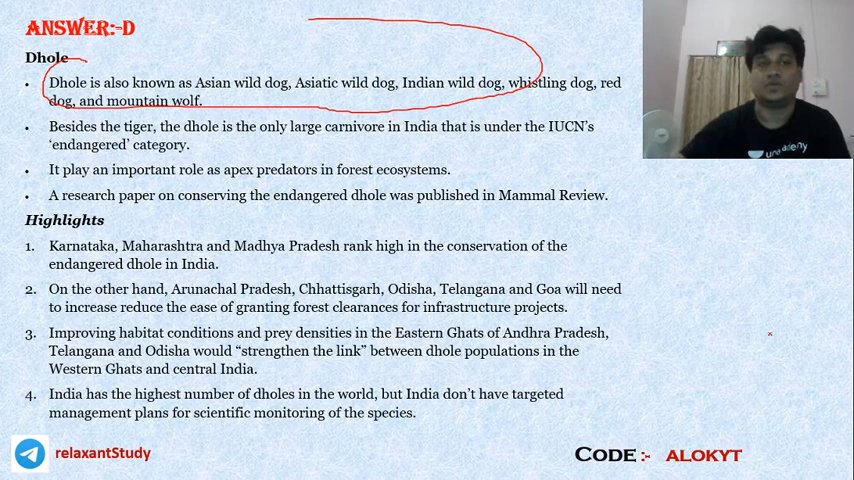 ANSWER:-D
Dhole
• Dhole is also known as Asian wild dog, Asiatic wild dog, Indian wild dog, whistling dog, red
dog, and mountain wolf.
• Besides the tiger, the dhole is the only large carnivore in India that is under the IUCN's
'endangered' category.
• It play an important role as apex predators in forest ecosystems.
• A research paper on conserving the endangered dhole was published in Mammal Review.
Highlights
1. Karnataka, Maharashtra and Madhya Pradesh rank high in the conservation of the
endangered dhole in India.
2. On the other hand, Arunachal Pradesh, Chhattisgarh, Odisha, Telangana and Goa will need
to increase reduce the ease of granting forest clearances for infrastructure projects.
3. Improving habitat conditions and prey densities in the Eastern Ghats of Andhra Pradesh,
Telangana and Odisha would "strengthen the link" between dhole populations in the
Western Ghats and central India.
4. India has the highest number of dholes in the world, but India don't have targeted
management plans for scientific monitoring of the species.
relaxantStudy
CODE :- ALOKYT